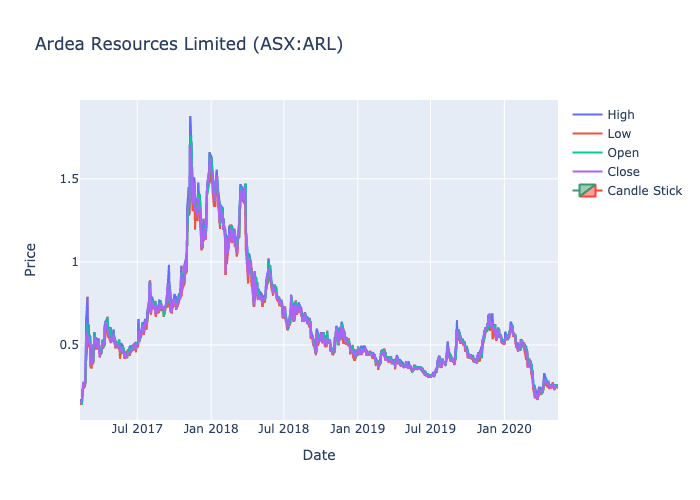 Ardea Resources Limited (ASX:ARL)
High
Low
Open
Close
Candle Stick
Price
1.5
1
0.5
Jul 2017
Jan 2018
Jul 2018
Jan 2019
Jul 2019
Jan 2020
Date